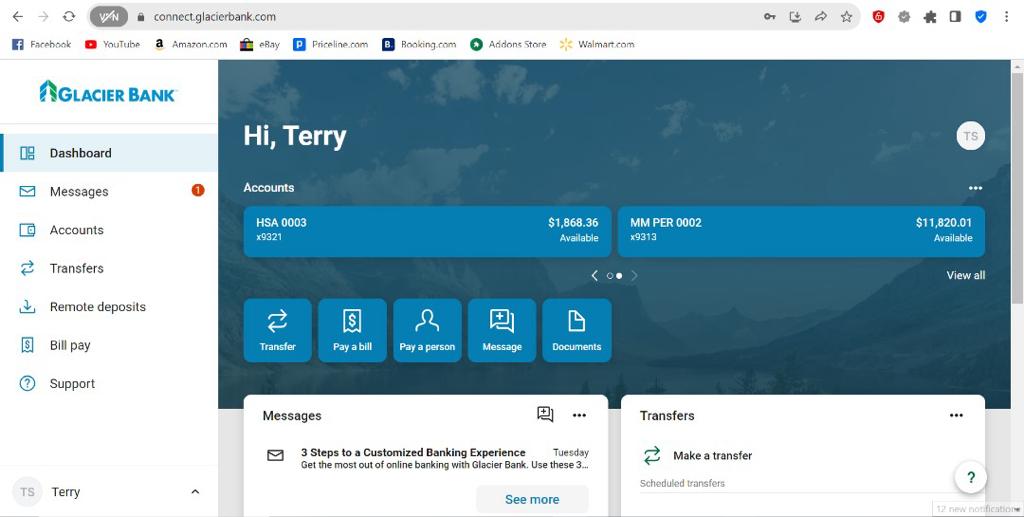 VPN
connect.glacierbank.com
Facebook YouTube Amazon.com eBay Priceline.com Booking.com Addons Store Walmart.com
GLACIER BANK
Dashboard
Messages 1
Accounts
Transfers
Remote deposits
Bill pay
Support
TS Terry
Hi, Terry
TS
Accounts
HSA 0003 $1,868.36
x9321 Available
MM PER 0002 $11,820.01
x9313 Available
View all
Transfer
Pay a bill
Pay a person
Message
Documents
Messages
3 Steps to a Customized Banking Experience Tuesday
Get the most out of online banking with Glacier Bank. Use these 3...
See more
Transfers
Make a transfer
Scheduled transfers
?
12 new notifications